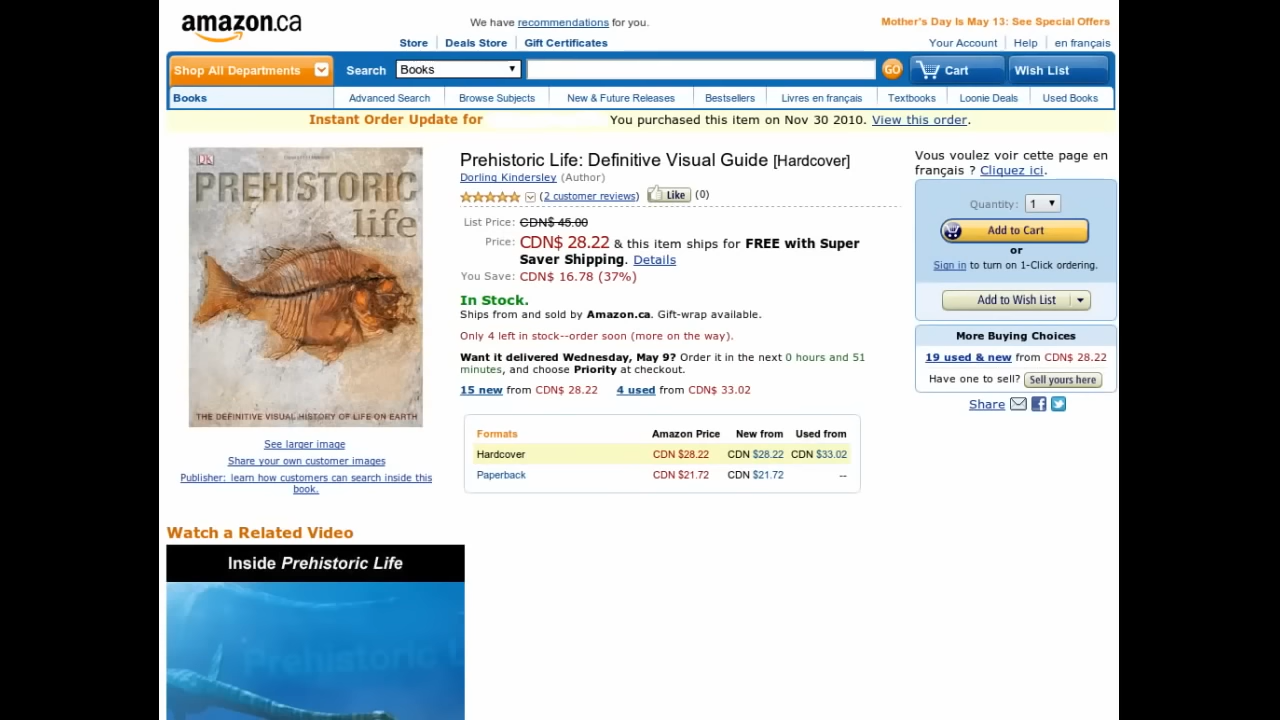 amazon.ca
We have recommendations for you.
Mother's Day Is May 13: See Special Offers
Store
Deals Store
Gift Certificates
Your Account
Help
en français
Shop All Departments
Search
Books
GO
Cart
Wish List
Books
Advanced Search
Browse Subjects
New & Future Releases
Bestsellers
Livres en français
Textbooks
Loonie Deals
Used Books
Instant Order Update for
You purchased this item on Nov 30 2010. View this order.
DK
PREHISTORIC
life
THE DEFINITIVE VISUAL HISTORY OF LIFE ON EARTH
See larger image
Share your own customer images
Publisher: learn how customers can search inside this
book.
Prehistoric Life: Definitive Visual Guide [Hardcover]
Dorling Kindersley (Author)
(2 customer reviews)
Like
(0)
List Price: CDN$ 45.00
Price: CDN$ 28.22 & this item ships for FREE with Super
Saver Shipping. Details
You Save: CDN$ 16.78 (37%)
In Stock.
Ships from and sold by Amazon.ca. Gift-wrap available.
Only 4 left in stock--order soon (more on the way).
Want it delivered Wednesday, May 9? Order it in the next 0 hours and 51
minutes, and choose Priority at checkout.
15 new from CDN$ 28.22
4 used from CDN$ 33.02
Formats
Amazon Price
New from
Used from
Hardcover
CDN $28.22
CDN $28.22
CDN $33.02
Paperback
CDN $21.72
CDN $21.72
--
Vous voulez voir cette page en
français ? Cliquez ici.
Quantity: 1
Add to Cart
or
Sign in to turn on 1-Click ordering.
Add to Wish List
More Buying Choices
19 used & new from CDN$ 28.22
Have one to sell? Sell yours here
Share
Watch a Related Video
Inside Prehistoric Life